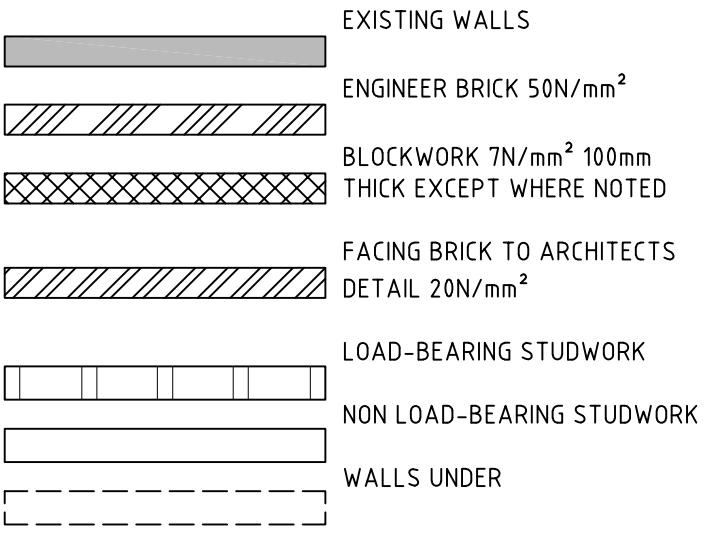 EXISTING WALLS
ENGINEER BRICK 50N/mm²
BLOCKWORK 7N/mm² 100mm
THICK EXCEPT WHERE NOTED
FACING BRICK TO ARCHITECTS
DETAIL 20N/mm²
LOAD-BEARING STUDWORK
NON LOAD-BEARING STUDWORK
WALLS UNDER